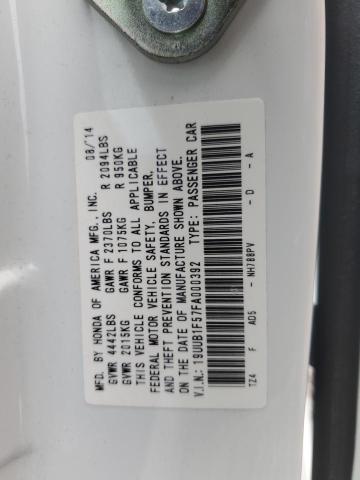 MFD. BY HONDA OF AMERICA MFG., INC. 08/14
GVWR 4442LBS GAWR F 2370LBS R 2094LBS
GVWR 2015KG GAWR F 1075KG R 950KG
THIS VEHICLE CONFORMS TO ALL APPLICABLE
FEDERAL MOTOR VEHICLE SAFETY, BUMPER,
AND THEFT PREVENTION STANDARDS IN EFFECT
ON THE DATE OF MANUFACTURE SHOWN ABOVE.
V.I.N.: 19UUB1F57FA000392 TYPE: PASSENGER CAR
TZ4 F AD5 - NH788PV - D - A